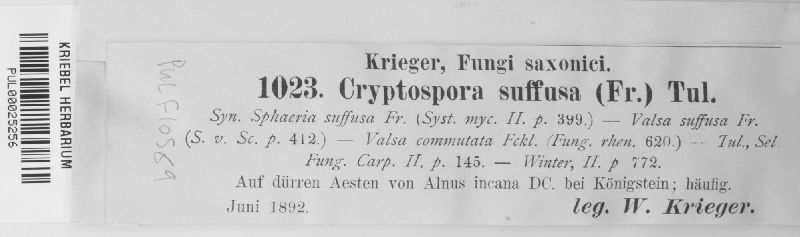 Krieger, Fungi saxonici.
1023. Cryptospora suffusa (Fr.) Tul.
Syn. Sphaeria suffusa Fr. (Syst. myc. II. p. 399.) — Valsa suffusa Fr.
(S. v. Sc. p. 412.) — Valsa commutata Fckl. (Fung. rhen. 620.) — Tul., Sel.
Fung. Carp. II. p. 145. — Winter, II. p 772.
Auf dürren Aesten von Alnus incana DC. bei Königstein; häufig.
Juni 1892. leg. W. Krieger.
KRIEBEL HERBARIUM
PUL00025256
PUL F10589